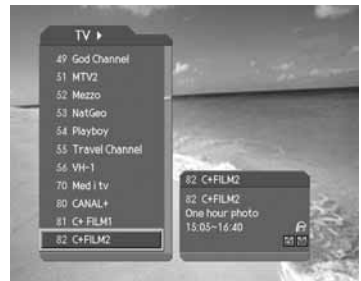 TV
49 God Channel
51 MTV2
52 Mezzo
53 NatGeo
54 Playboy
55 Travel Channel
56 VH-1
70 Med i tv
80 CANAL+
81 C+ FILM1
82 C+FILM2
82 C+FILM2
82 C+FILM2
One hour photo
15:05~16:40